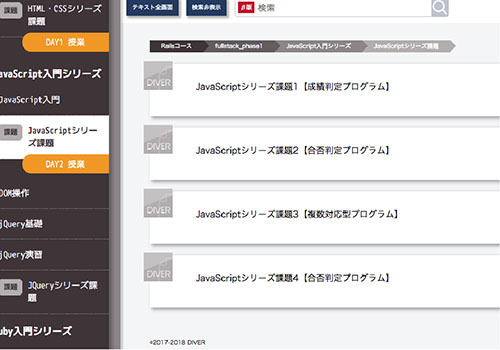 課題
HTML・CSSシリーズ
課題
DAY1 授業
avaScript入門シリーズ
JavaScript入門
課題
JavaScriptシリー
ズ課題
DAY2 授業
DOM操作
jQuery基礎
jQuery演習
課題
JQueryシリーズ課
題
uby入門シリーズ
テキスト全画面
検索非表示
β版
検索
Railsコース
fullstack_phase1
JavaScript入門シリーズ
JavaScriptシリーズ課題
DIVER
JavaScriptシリーズ課題1【成績判定プログラム】
DIVER
JavaScriptシリーズ課題2【合否判定プログラム】
DIVER
JavaScriptシリーズ課題3【複数対応型プログラム】
DIVER
JavaScriptシリーズ課題4【合否判定プログラム】
©2017-2018 DIVER